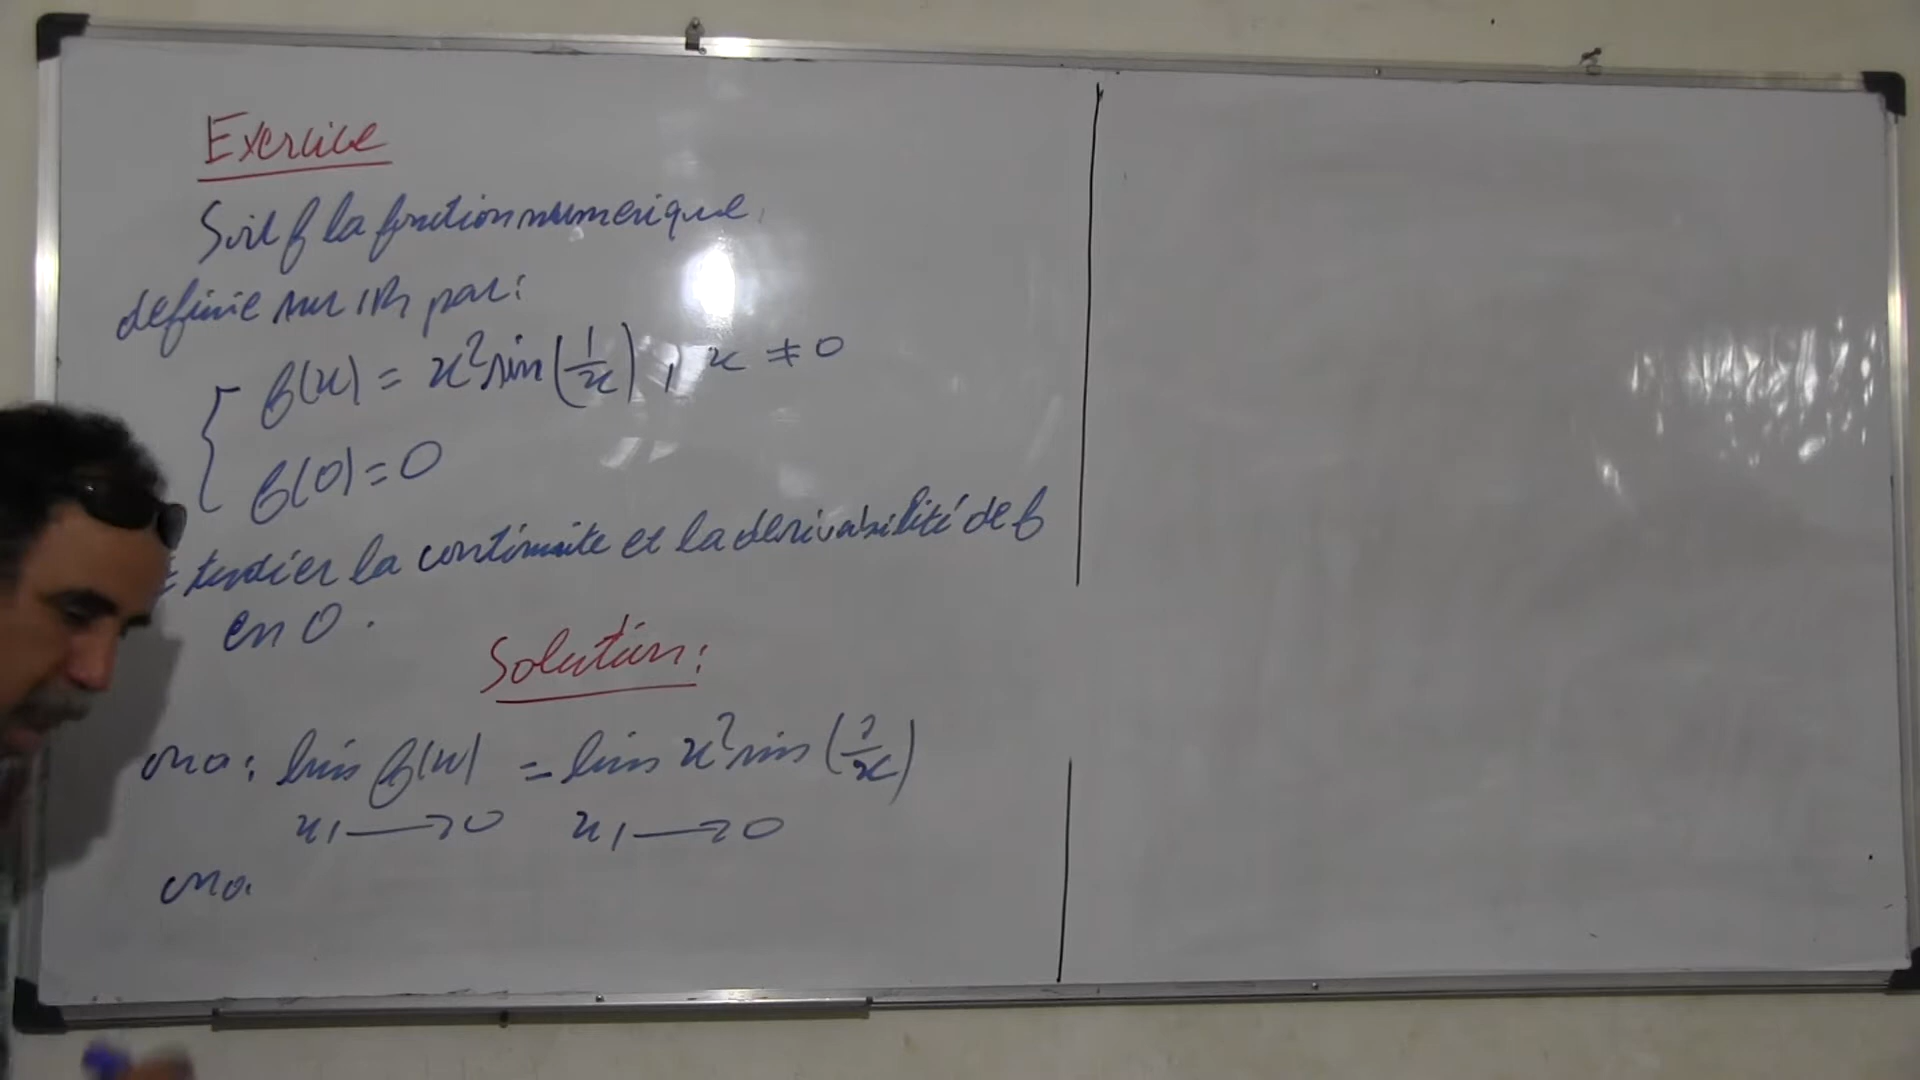 Exercice
Soit f la fonction numerique
definie sur IR par:
f(x) = x² sin(1/x), x ≠ 0
f(0) = 0
Etudier la continuite et la derivabilité de f
en 0.
Solution:
on a: lim f(x) = lim x² sin(1/x)
x ⟶ 0 x ⟶ 0
on a